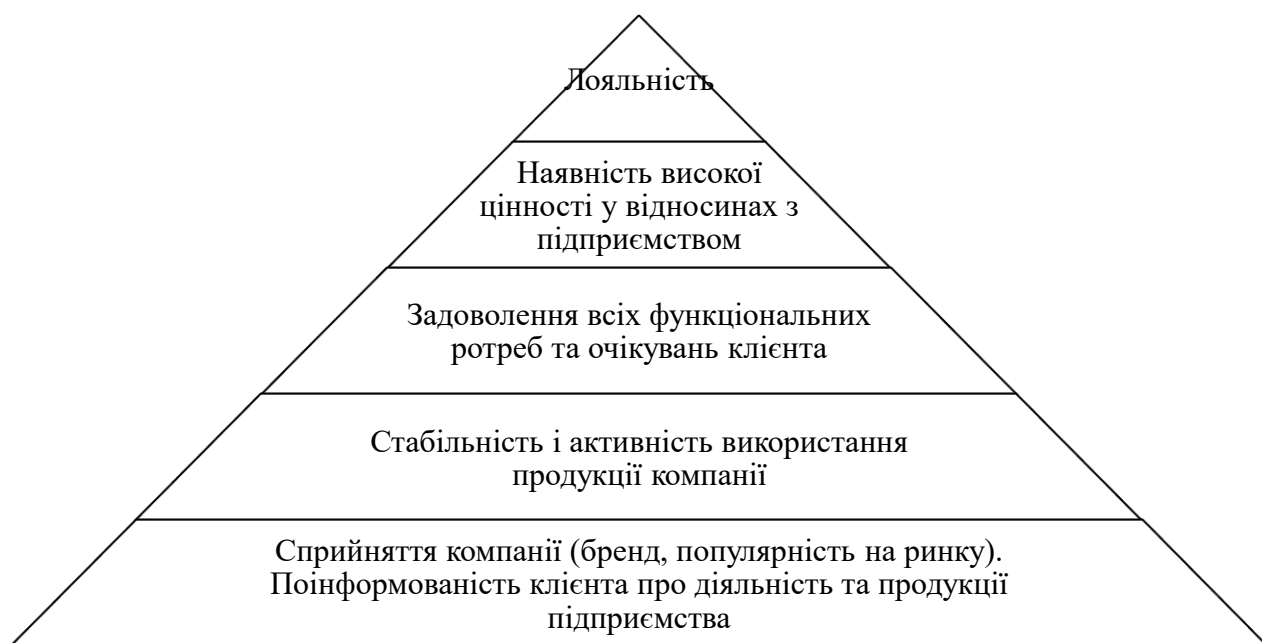 Лояльність
Наявність високої
цінності у відносинах з
підприємством
Задоволення всіх функціональних
ротреб та очікувань клієнта
Стабільність і активність використання
продукції компанії
Сприйняття компанії (бренд, популярність на ринку).
Поінформованість клієнта про діяльність та продукції
підприємства